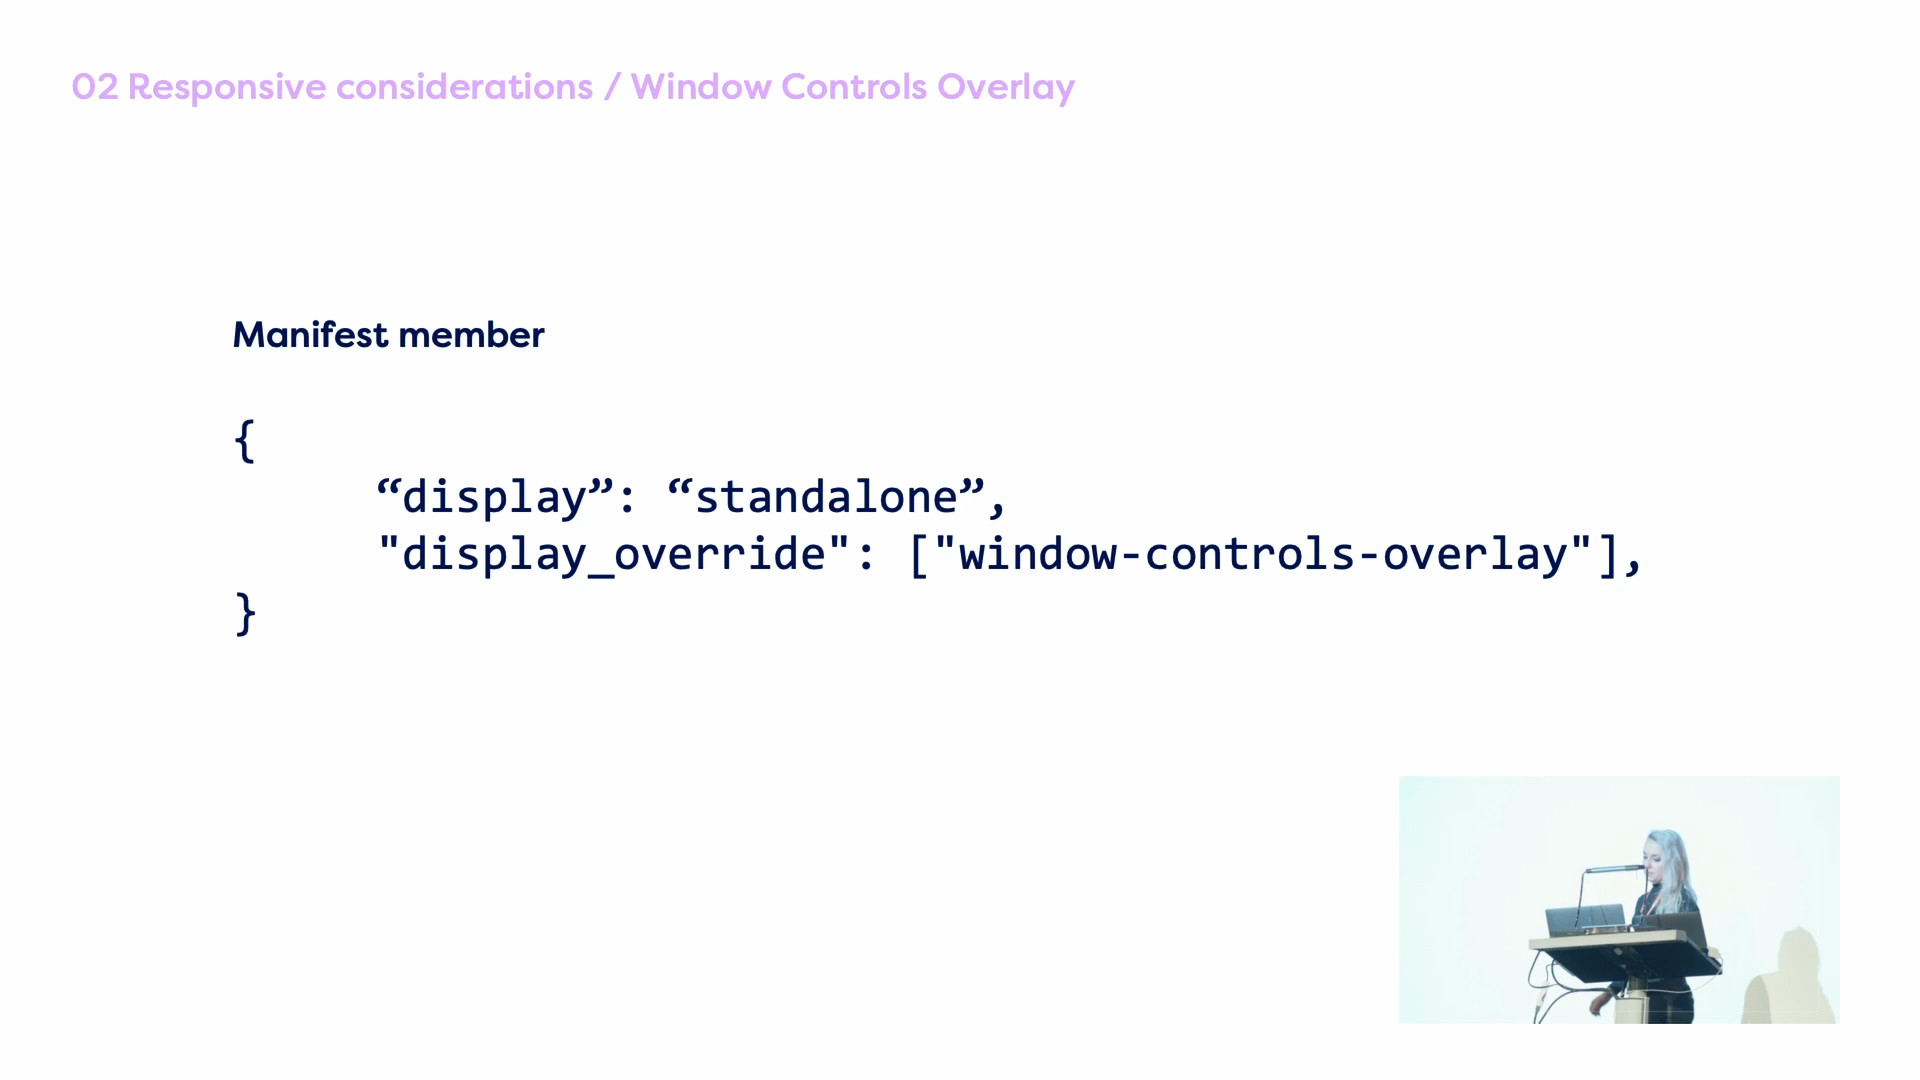 02 Responsive considerations / Window Controls Overlay
Manifest member
{
“display”: “standalone”,
"display_override": ["window-controls-overlay"],
}